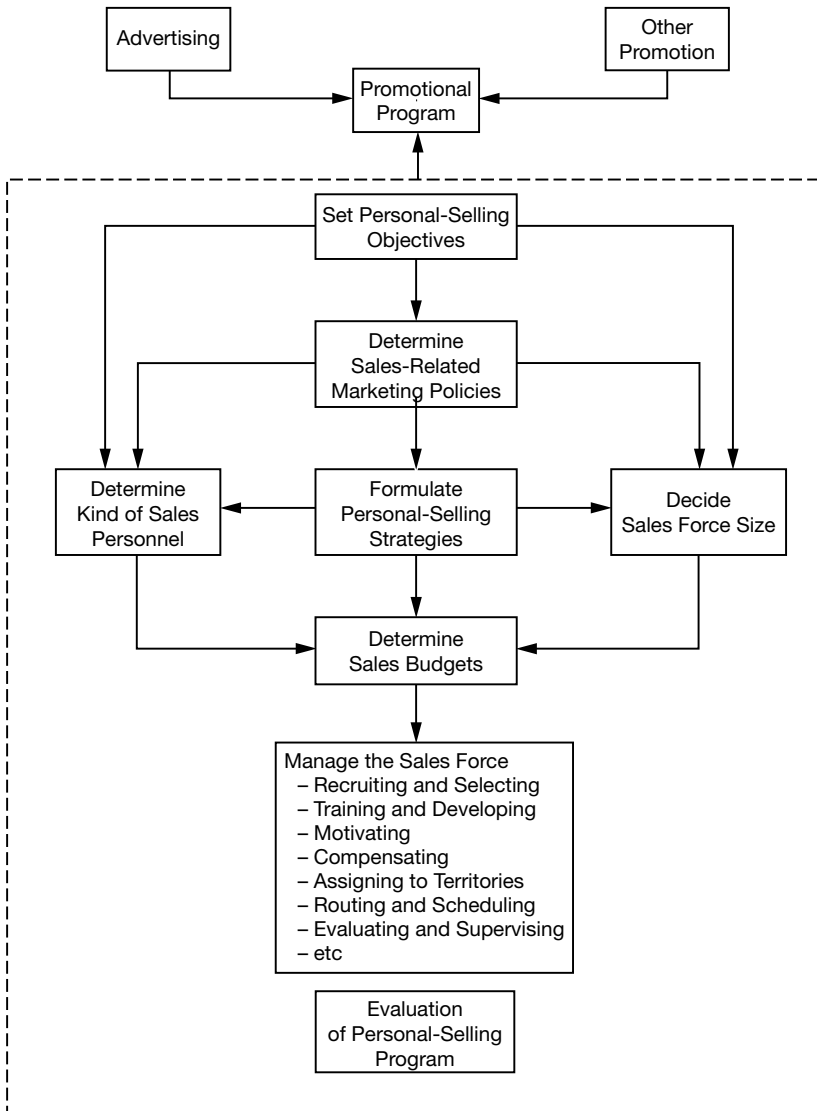 Advertising
Other
Promotion
Promotional
Program
Set Personal-Selling
Objectives
Determine
Sales-Related
Marketing Policies
Determine
Kind of Sales
Personnel
Formulate
Personal-Selling
Strategies
Decide
Sales Force Size
Determine
Sales Budgets
Manage the Sales Force
– Recruiting and Selecting
– Training and Developing
– Motivating
– Compensating
– Assigning to Territories
– Routing and Scheduling
– Evaluating and Supervising
– etc
Evaluation
of Personal-Selling
Program